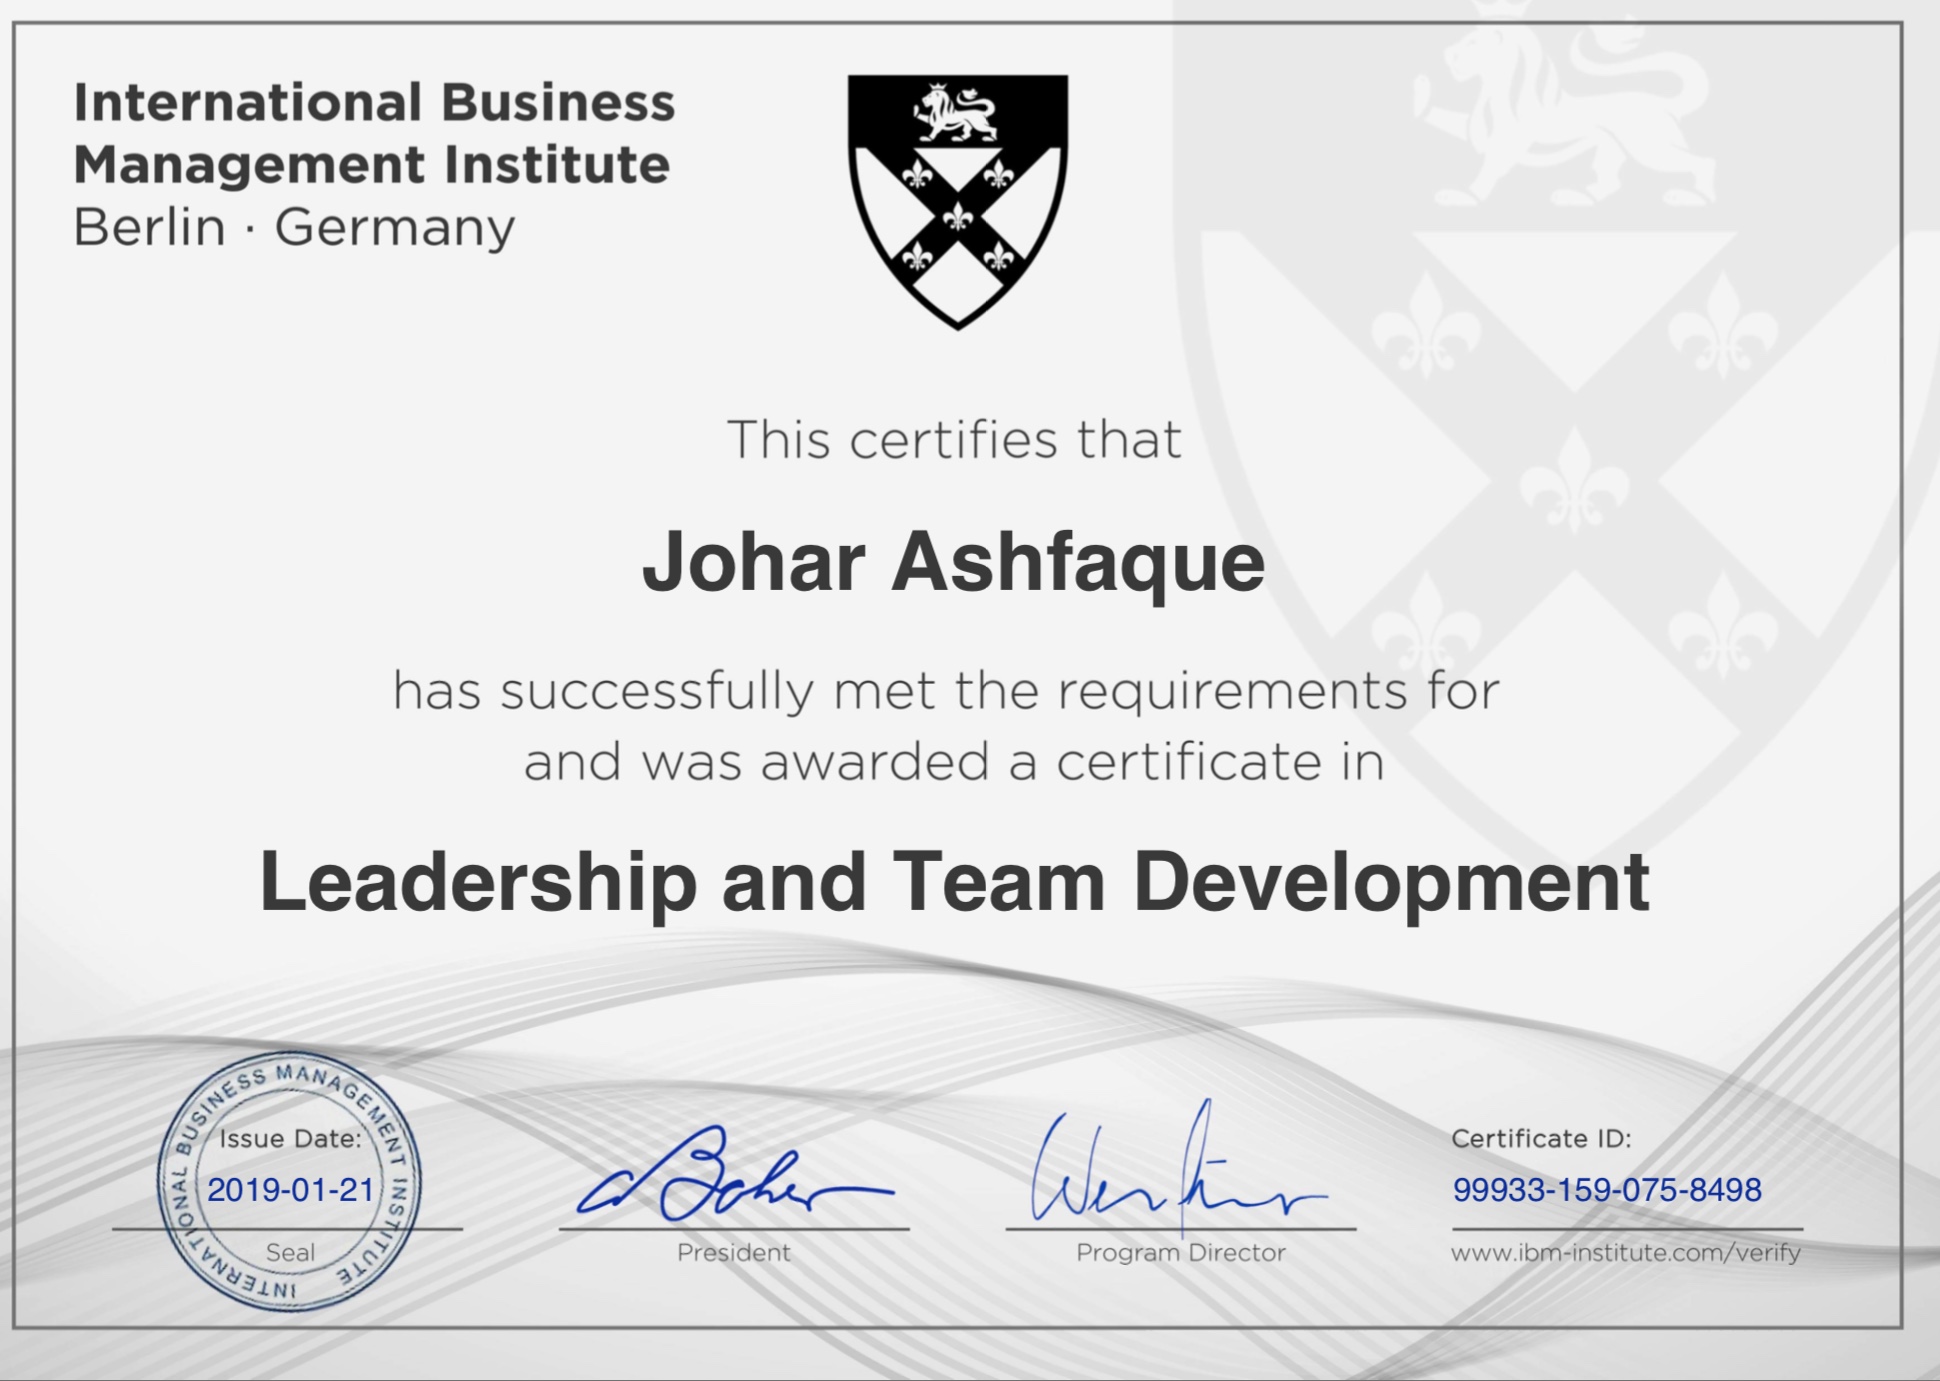 International Business
Management Institute
Berlin · Germany
This certifies that
Johar Ashfaque
has successfully met the requirements for
and was awarded a certificate in
Leadership and Team Development
INTERNATIONAL BUSINESS MANAGEMENT INSTITUTE
Issue Date:
2019-01-21
Seal
President
Program Director
Certificate ID:
99933-159-075-8498
www.ibm-institute.com/verify